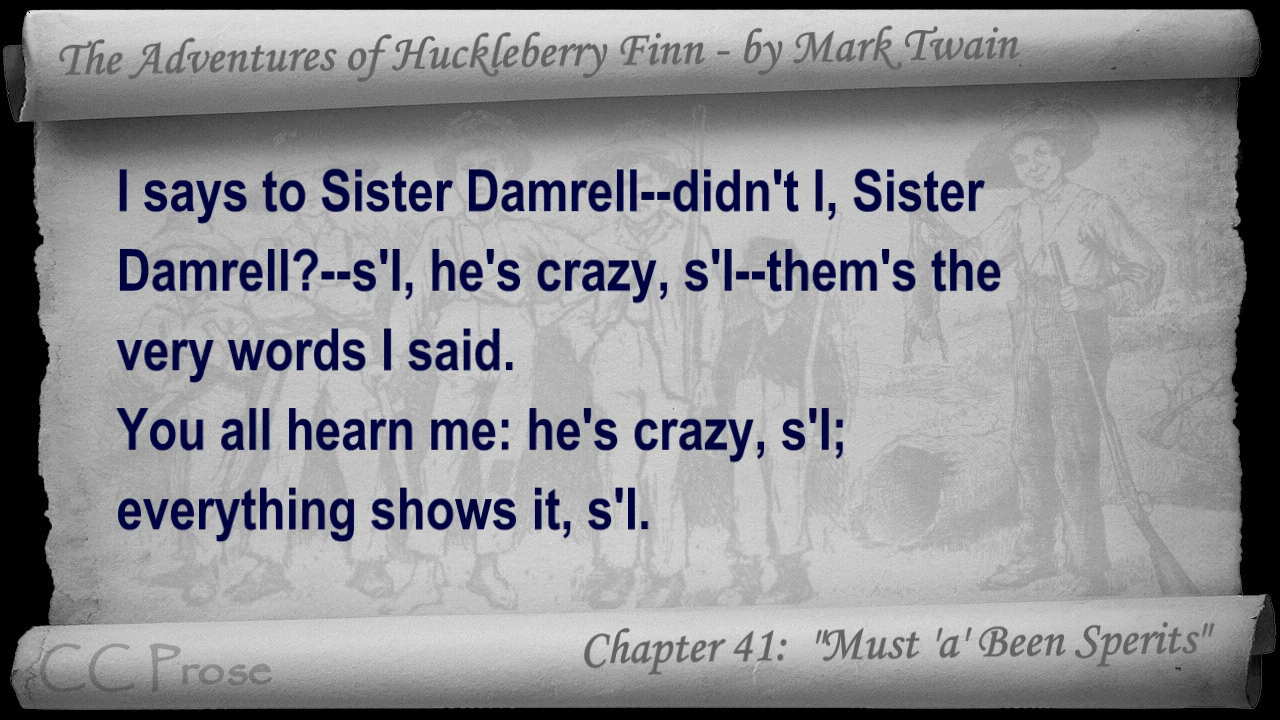 The Adventures of Huckleberry Finn - by Mark Twain
I says to Sister Damrell--didn't I, Sister
Damrell?--s'I, he's crazy, s'I--them's the
very words I said.
You all hearn me: he's crazy, s'I;
everything shows it, s'I.
Chapter 41: "Must 'a' Been Sperits"
CC Prose